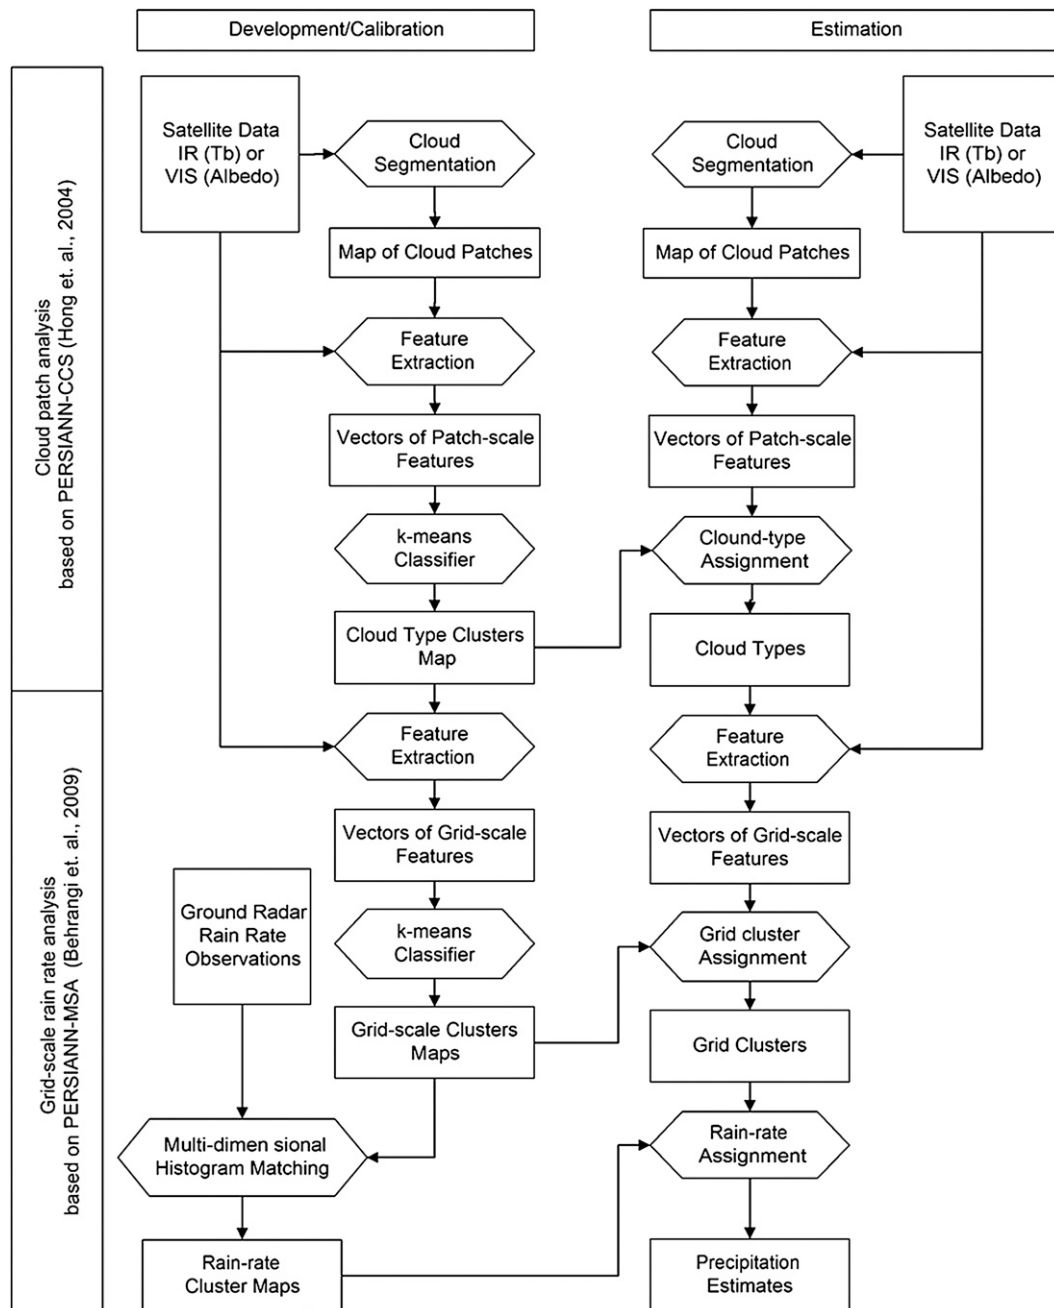 Development/Calibration
Estimation
Cloud patch analysis
based on PERSIANN-CCS (Hong et. al., 2004)
Satellite Data
IR (Tb) or
VIS (Albedo)
Cloud
Segmentation
Map of Cloud Patches
Feature
Extraction
Vectors of Patch-scale
Features
k-means
Classifier
Cloud Type Clusters
Map
Cloud
Segmentation
Satellite Data
IR (Tb) or
VIS (Albedo)
Map of Cloud Patches
Feature
Extraction
Vectors of Patch-scale
Features
Clound-type
Assignment
Cloud Types
Grid-scale rain rate analysis
based on PERSIANN-MSA (Behrangi et. al., 2009)
Feature
Extraction
Vectors of Grid-scale
Features
Ground Radar
Rain Rate
Observations
k-means
Classifier
Grid-scale Clusters
Maps
Multi-dimen sional
Histogram Matching
Rain-rate
Cluster Maps
Feature
Extraction
Vectors of Grid-scale
Features
Grid cluster
Assignment
Grid Clusters
Rain-rate
Assignment
Precipitation
Estimates